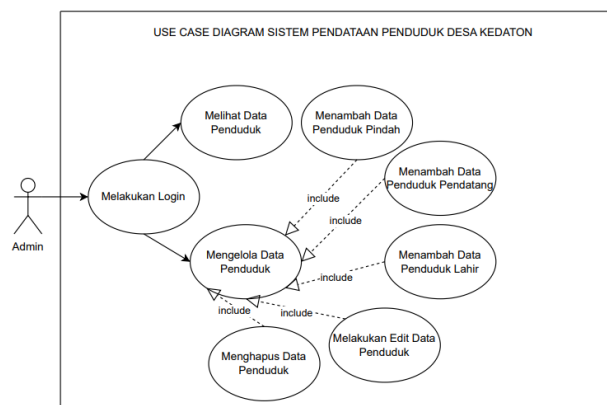 USE CASE DIAGRAM SISTEM PENDATAAN PENDUDUK DESA KEDATON
Melihat Data
Penduduk
Menambah Data
Penduduk Pindah
Menambah Data
Penduduk Pendatang
Melakukan Login
include
include
Admin
Mengelola Data
Penduduk
Menambah Data
Penduduk Lahir
include
include
include
Melakukan Edit Data
Penduduk
Menghapus Data
Penduduk